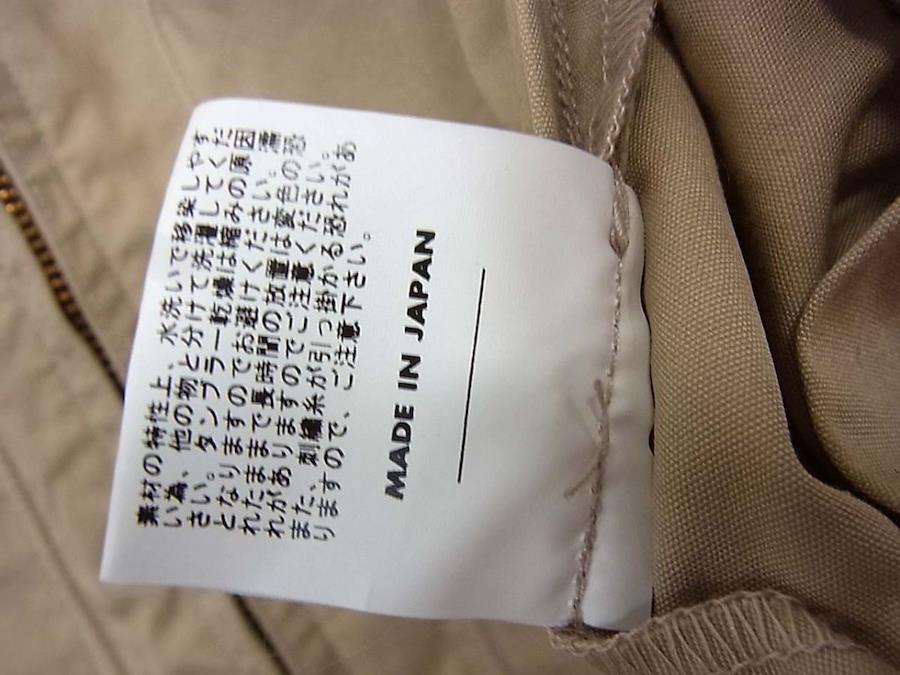 素材の特性上、水洗いで移染しやす
い為、他の物と分けて洗濯してくだ
さい。タンブラー乾燥は縮みの原因
となりますのでお避けください。濡
れたままで長時間の放置は変色の恐
れがありますのでご注意ください。
また、刺繍糸が引っ掛かる恐れがあ
りますので、ご注意下さい。
MADE IN JAPAN